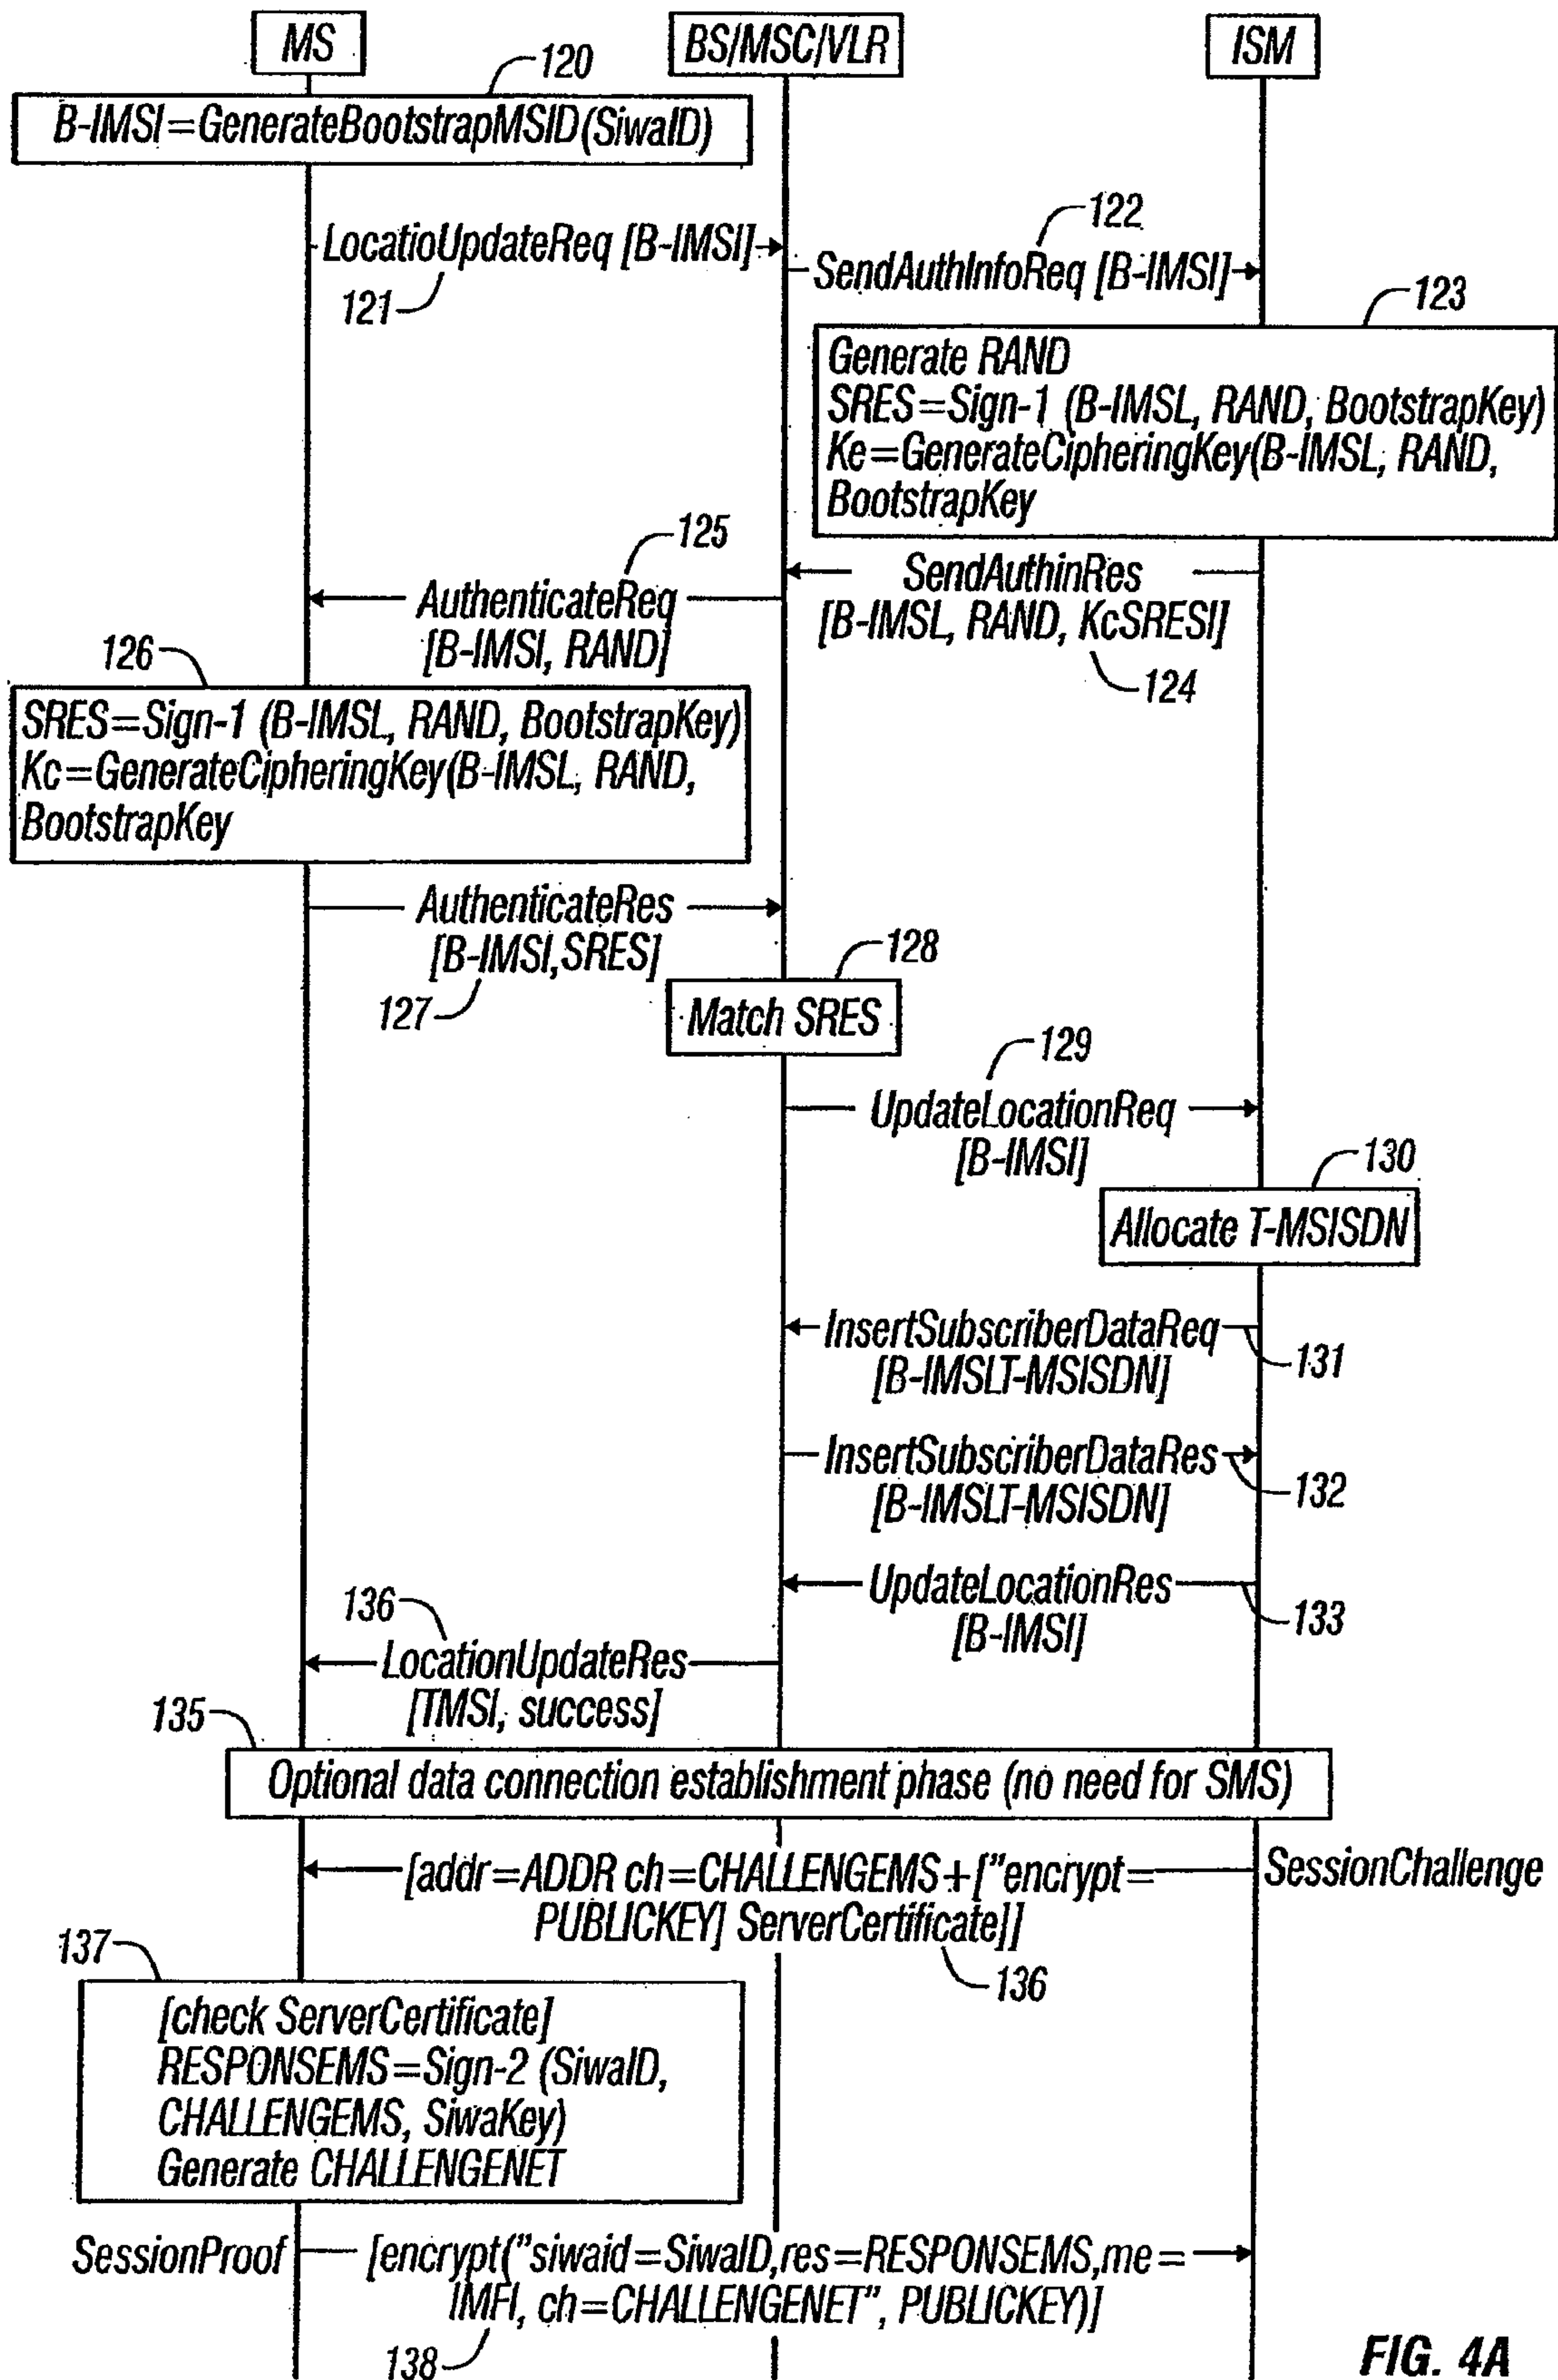 MS
BS/MSC/VLR
ISM
120
B-IMSI=GenerateBootstrapMSID(SiwaID)
122
LocatioUpdateReq [B-IMSI]
121
SendAuthInfoReq [B-IMSI]
123
Generate RAND
SRES=Sign-1 (B-IMSL, RAND, BootstrapKey)
Ke=GenerateCipheringKey(B-IMSL, RAND,
BootstrapKey
125
SendAuthinRes
[B-IMSL, RAND, KcSRESI]
124
AuthenticateReq
[B-IMSI, RAND]
126
SRES=Sign-1 (B-IMSL, RAND, BootstrapKey)
Kc=GenerateCipheringKey(B-IMSL, RAND,
BootstrapKey
AuthenticateRes
[B-IMSI,SRES]
127
128
Match SRES
129
UpdateLocationReq
[B-IMSI]
130
Allocate T-MSISDN
InsertSubscriberDataReq
[B-IMSLT-MSISDN]
131
InsertSubscriberDataRes
[B-IMSLT-MSISDN]
132
UpdateLocationRes
[B-IMSI]
133
136
LocationUpdateRes
[TMSI, success]
135
Optional data connection establishment phase (no need for SMS)
[addr=ADDR ch=CHALLENGEMS+["encrypt=
PUBLICKEY] ServerCertificate]]
SessionChallenge
136
137
[check ServerCertificate]
RESPONSEMS=Sign-2 (SiwaID,
CHALLENGEMS, SiwaKey)
Generate CHALLENGENET
SessionProof
[encrypt("siwaid=SiwaID,res=RESPONSEMS,me=
IMFI, ch=CHALLENGENET", PUBLICKEY)]
138
FIG. 4A